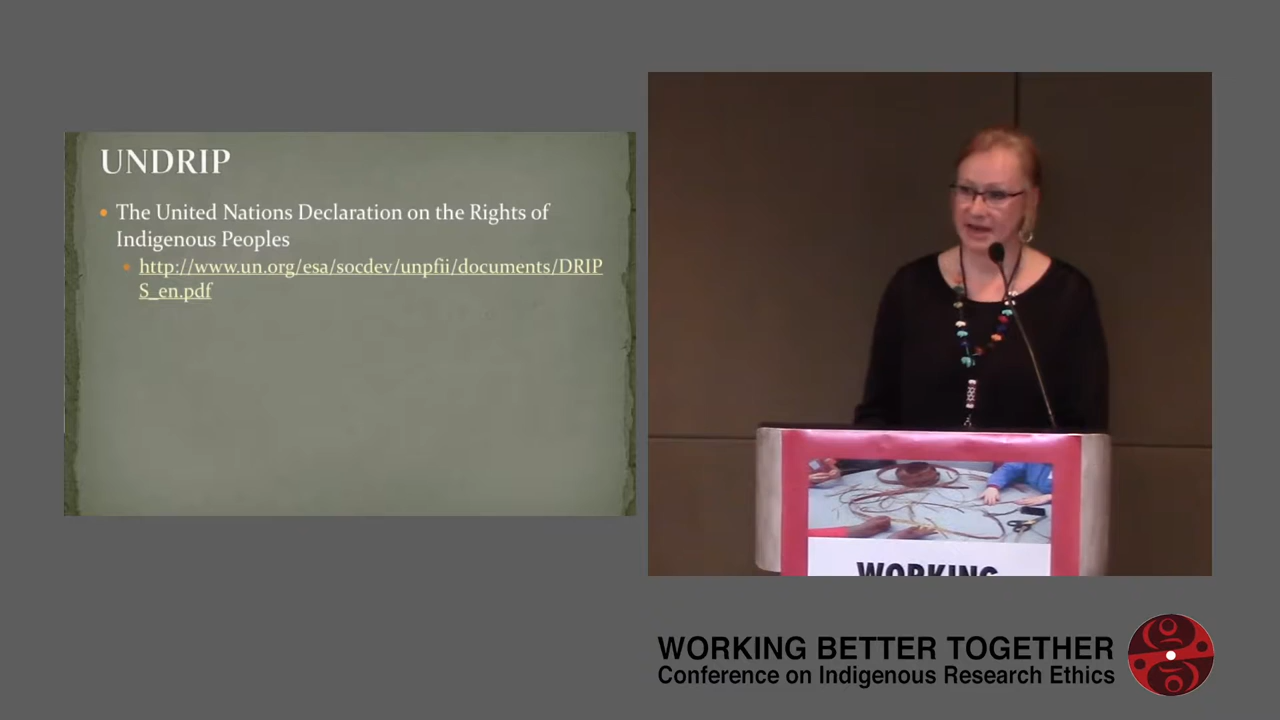 UNDRIP
The United Nations Declaration on the Rights of
Indigenous Peoples
http://www.un.org/esa/socdev/unpfii/documents/DRIP
S_en.pdf
WORKING
WORKING BETTER TOGETHER
Conference on Indigenous Research Ethics